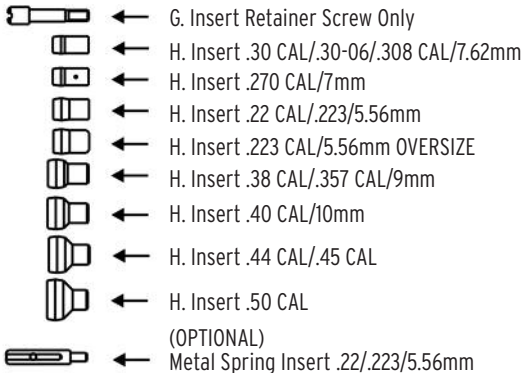 G. Insert Retainer Screw Only
H. Insert .30 CAL/.30-06/.308 CAL/7.62mm
H. Insert .270 CAL/7mm
H. Insert .22 CAL/.223/5.56mm
H. Insert .223 CAL/5.56mm OVERSIZE
H. Insert .38 CAL/.357 CAL/9mm
H. Insert .40 CAL/10mm
H. Insert .44 CAL/.45 CAL
H. Insert .50 CAL
(OPTIONAL)
Metal Spring Insert .22/.223/5.56mm